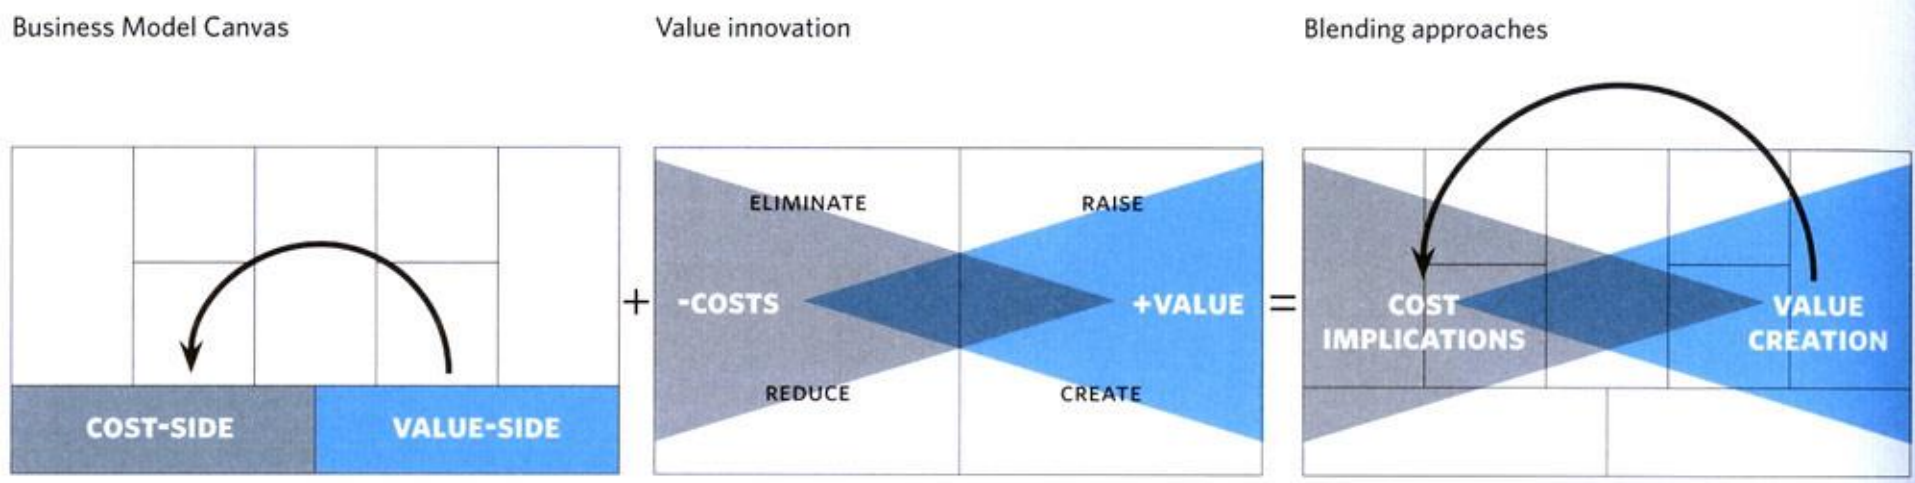 Business Model Canvas
Value innovation
Blending approaches
COST-SIDE
VALUE-SIDE
+
ELIMINATE
RAISE
-COSTS
+VALUE
REDUCE
CREATE
=
COST
IMPLICATIONS
VALUE
CREATION